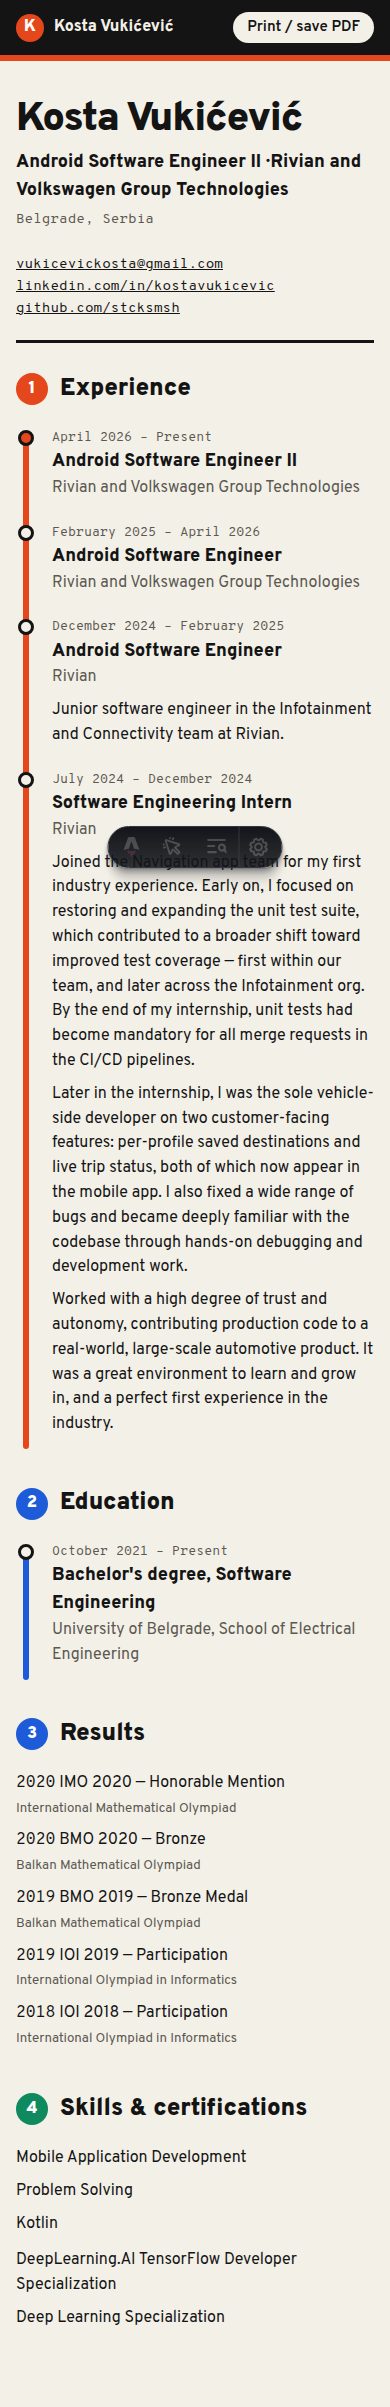 K Kosta Vukićević Print / save PDF
Kosta Vukićević
Android Software Engineer II ·Rivian and
Volkswagen Group Technologies
Belgrade, Serbia
vukicevickosta@gmail.com
linkedin.com/in/kostavukicevic
github.com/stcksmsh
1 Experience
April 2026 – Present
Android Software Engineer II
Rivian and Volkswagen Group Technologies
February 2025 – April 2026
Android Software Engineer
Rivian and Volkswagen Group Technologies
December 2024 – February 2025
Android Software Engineer
Rivian
Junior software engineer in the Infotainment
and Connectivity team at Rivian.
July 2024 – December 2024
Software Engineering Intern
Rivian
Joined the Navigation app team for my first
industry experience. Early on, I focused on
restoring and expanding the unit test suite,
which contributed to a broader shift toward
improved test coverage — first within our
team, and later across the Infotainment org.
By the end of my internship, unit tests had
become mandatory for all merge requests in
the CI/CD pipelines.
Later in the internship, I was the sole vehicle-
side developer on two customer-facing
features: per-profile saved destinations and
live trip status, both of which now appear in
the mobile app. I also fixed a wide range of
bugs and became deeply familiar with the
codebase through hands-on debugging and
development work.
Worked with a high degree of trust and
autonomy, contributing production code to a
real-world, large-scale automotive product. It
was a great environment to learn and grow
in, and a perfect first experience in the
industry.
2 Education
October 2021 – Present
Bachelor's degree, Software
Engineering
University of Belgrade, School of Electrical
Engineering
3 Results
2020 IMO 2020 — Honorable Mention
International Mathematical Olympiad
2020 BMO 2020 — Bronze
Balkan Mathematical Olympiad
2019 BMO 2019 — Bronze Medal
Balkan Mathematical Olympiad
2019 IOI 2019 — Participation
International Olympiad in Informatics
2018 IOI 2018 — Participation
International Olympiad in Informatics
4 Skills & certifications
Mobile Application Development
Problem Solving
Kotlin
DeepLearning.AI TensorFlow Developer
Specialization
Deep Learning Specialization